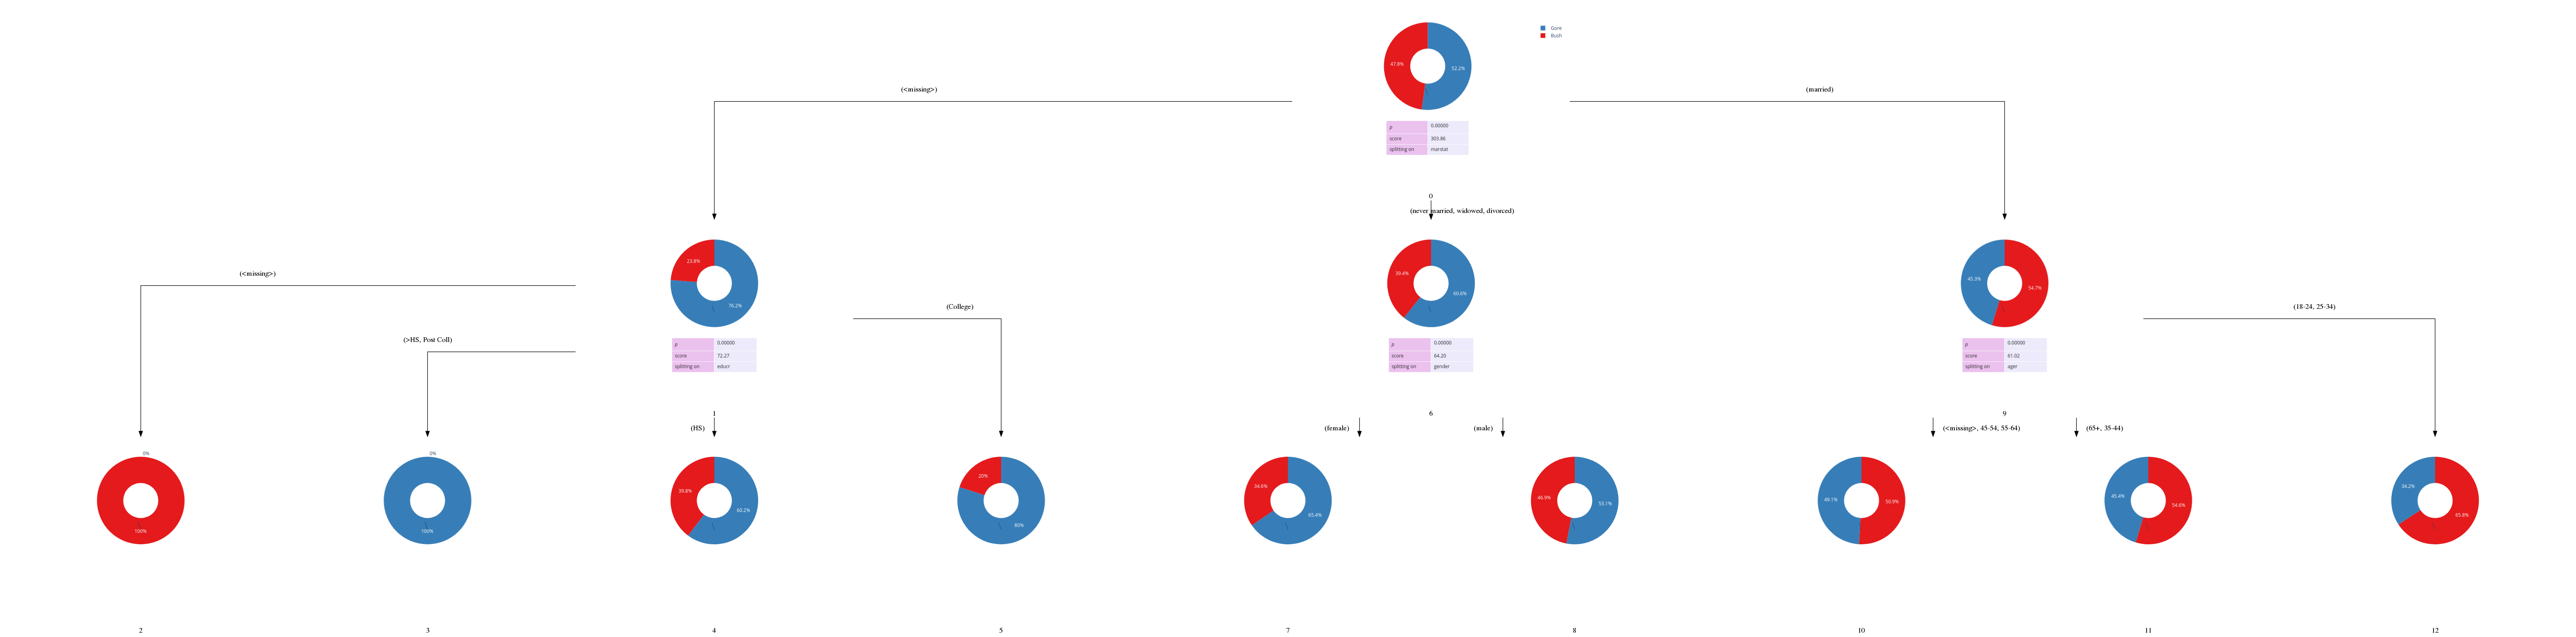 Gore
Bush
47.8%
52.2%
(<missing>)
(married)
p 0.00000
score 303.86
splitting on marstat
0
(never married, widowed, divorced)
23.8%
76.2%
39.4%
60.6%
45.3%
54.7%
(<missing>)
(>HS, Post Coll)
(College)
(18-24, 25-34)
p 0.00000
score 72.27
splitting on educr
p 0.00000
score 64.20
splitting on gender
p 0.00000
score 61.02
splitting on ager
1
6
9
(HS)
(female)
(male)
(<missing>, 45-54, 55-64)
(65+, 35-44)
0%
100%
0%
100%
39.8%
60.2%
20%
80%
34.6%
65.4%
46.9%
53.1%
49.1%
50.9%
45.4%
54.6%
34.2%
65.8%
2
3
4
5
7
8
10
11
12